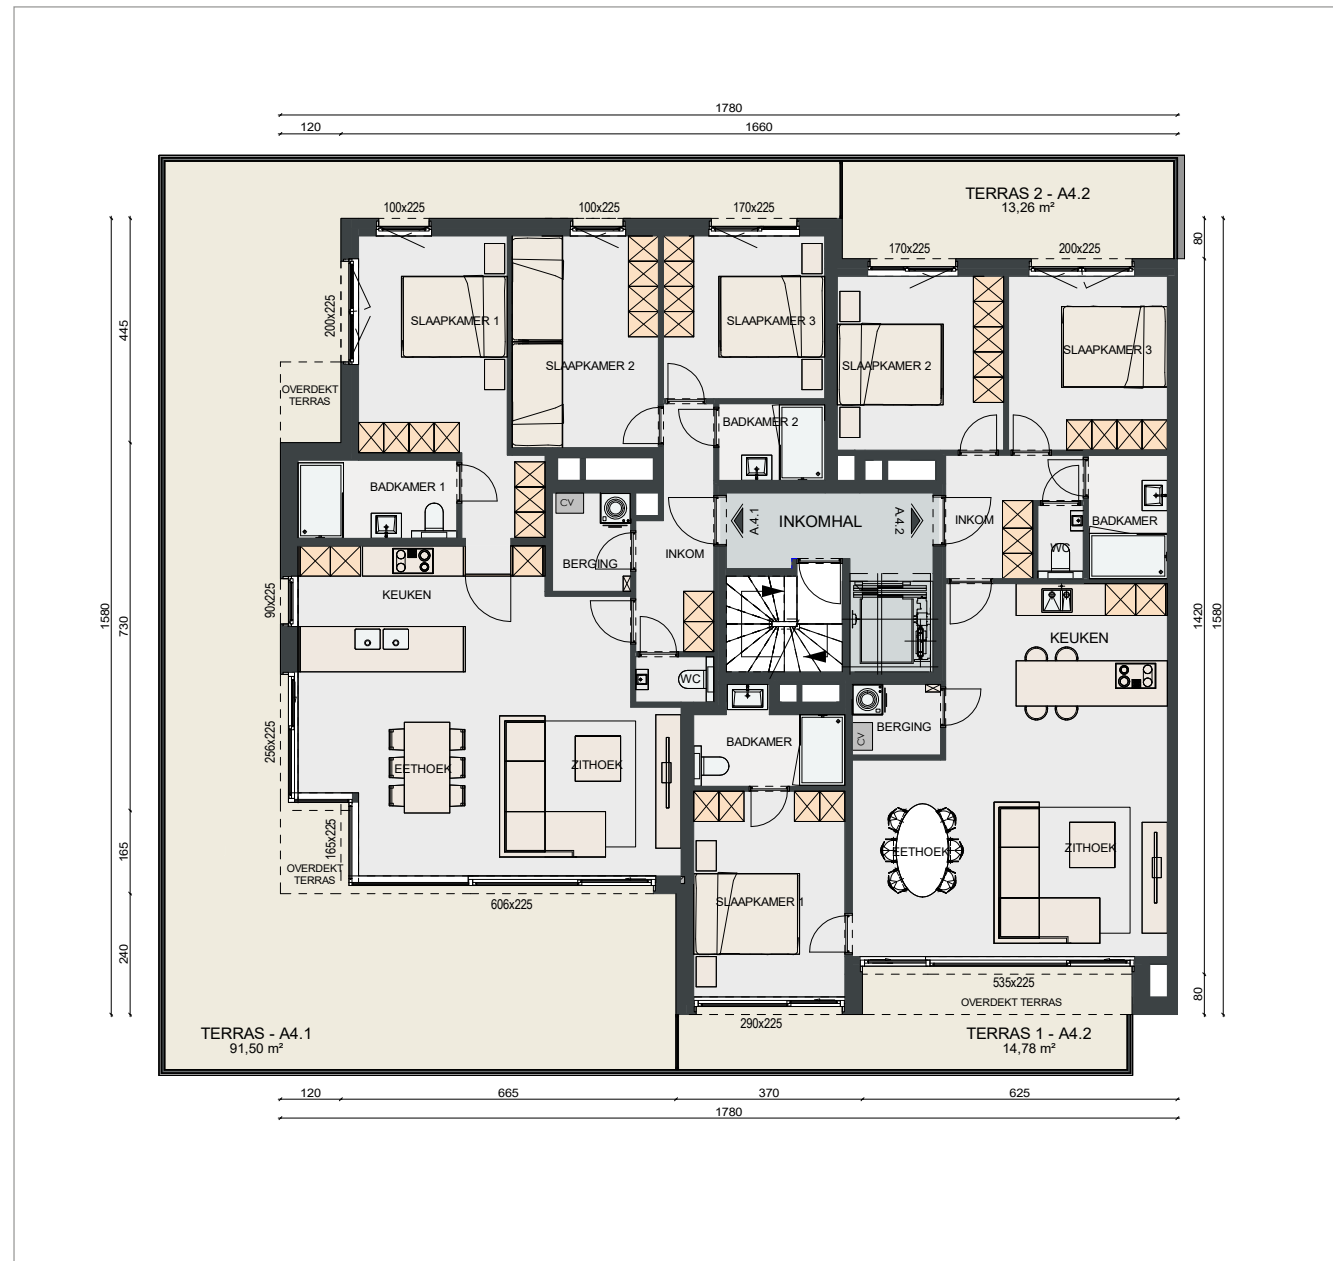 1780
120
1660
TERRAS 2 - A4.2
13,26 m²
100x225
100x225
170x225
170x225
200x225
80
445
200x225
SLAAPKAMER 1
SLAAPKAMER 2
SLAAPKAMER 3
SLAAPKAMER 2
SLAAPKAMER 3
OVERDEKT
TERRAS
BADKAMER 2
BADKAMER 1
CV
BERGING
INKOM
A.4.1
INKOMHAL
A.4.2
INKOM
WC
BADKAMER
KEUKEN
90x225
1580
730
1420
1580
KEUKEN
WC
256x225
EETHOEK
ZITHOEK
BADKAMER
BERGING
CV
165
165x225
OVERDEKT
TERRAS
EETHOEK
ZITHOEK
606x225
SLAAPKAMER 1
240
80
535x225
OVERDEKT TERRAS
290x225
TERRAS - A4.1
91,50 m²
TERRAS 1 - A4.2
14,78 m²
120
665
370
625
1780